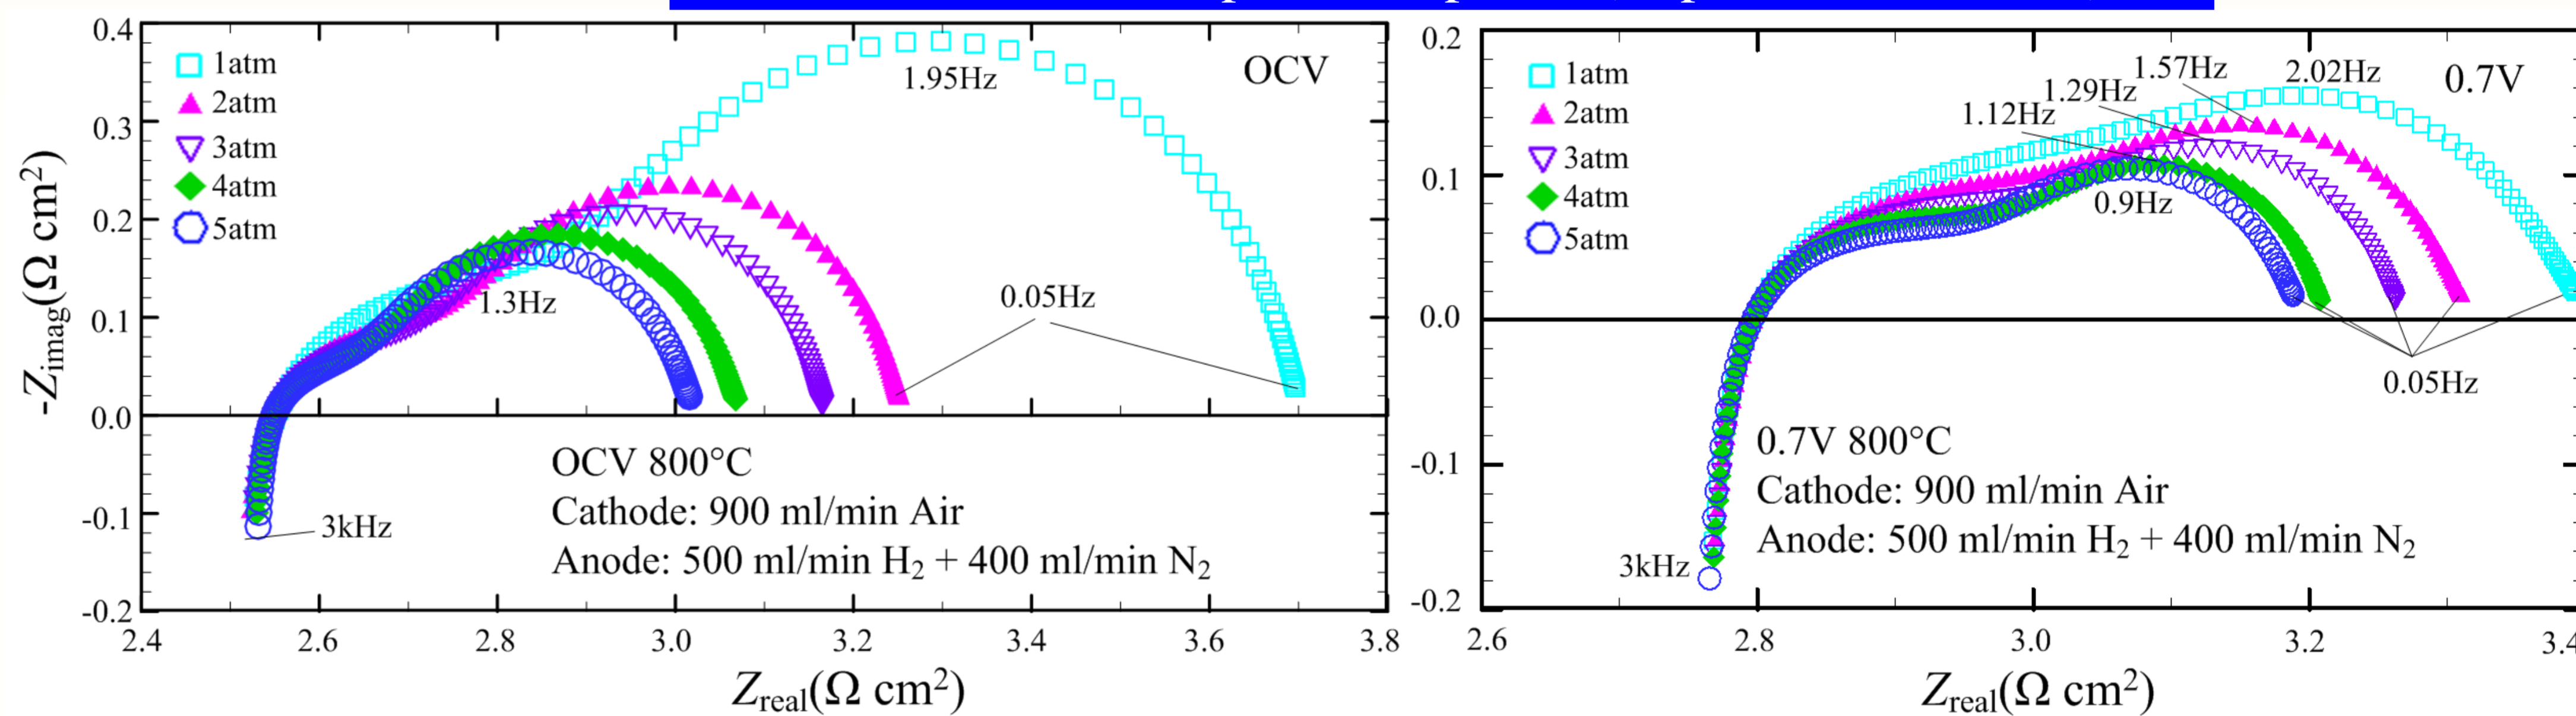 0.4
0.3
0.2
0.1
0.0
-0.1
-0.2
-Zimag(Ω cm²)
1atm
2atm
3atm
4atm
5atm
OCV
1.95Hz
1.3Hz
0.05Hz
3kHz
OCV 800°C
Cathode: 900 ml/min Air
Anode: 500 ml/min H₂ + 400 ml/min N₂
2.4 2.6 2.8 3.0 3.2 3.4 3.6 3.8
Zreal(Ω cm²)
0.2
0.1
0.0
-0.1
-0.2
1atm
2atm
3atm
4atm
5atm
0.7V
1.12Hz
1.29Hz
1.57Hz
2.02Hz
0.9Hz
0.05Hz
3kHz
0.7V 800°C
Cathode: 900 ml/min Air
Anode: 500 ml/min H₂ + 400 ml/min N₂
2.6 2.8 3.0 3.2 3.4
Zreal(Ω cm²)